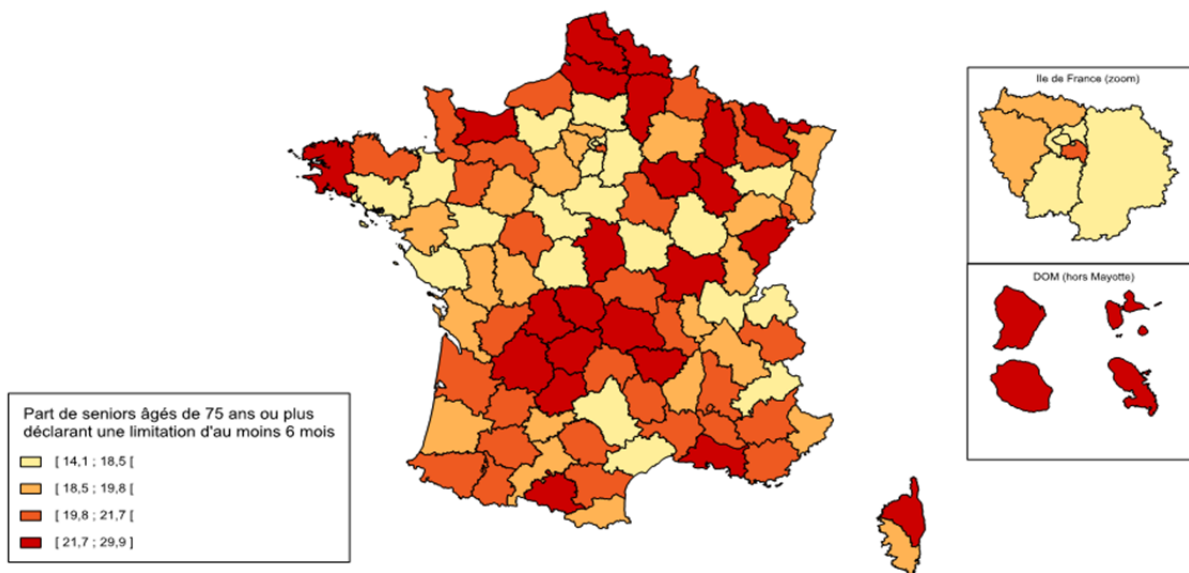 Ile de France (zoom)
DOM (hors Mayotte)
Part de seniors âgés de 75 ans ou plus
déclarant une limitation d'au moins 6 mois
[ 14,1 ; 18,5 [
[ 18,5 ; 19,8 [
[ 19,8 ; 21,7 [
[ 21,7 ; 29,9 ]